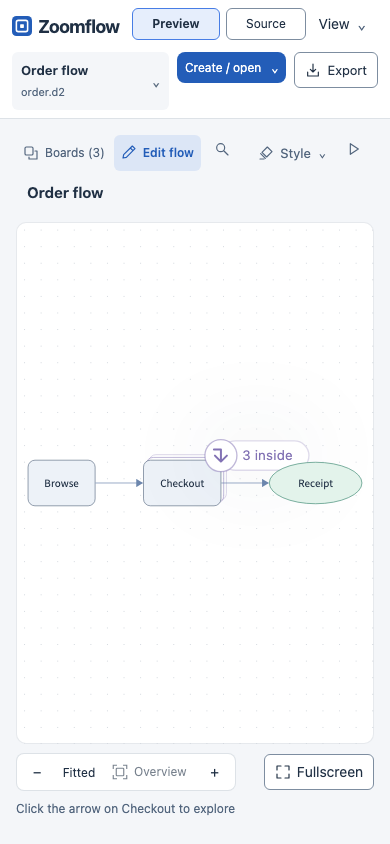 Zoomflow
Preview
Source
View
Order flow
order.d2
Create / open
Export
Boards (3)
Edit flow
Style
Order flow
3 inside
Browse
Checkout
Receipt
− Fitted Overview +
Fullscreen
Click the arrow on Checkout to explore